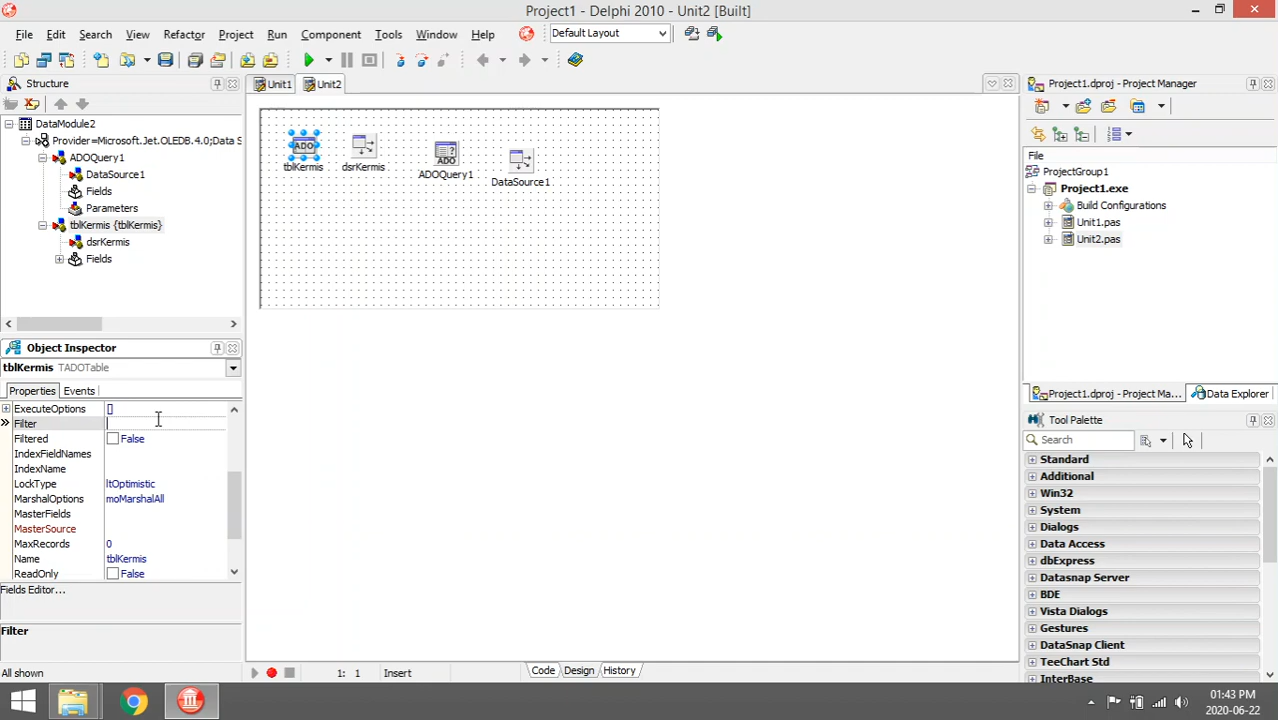 Project1 - Delphi 2010 - Unit2 [Built]
File Edit Search View Refactor Project Run Component Tools Window Help Default Layout
Structure
DataModule2
Provider=Microsoft.Jet.OLEDB.4.0;Data S
ADOQuery1
DataSource1
Fields
Parameters
tblKermis {tblKermis}
dsrKermis
Fields
Object Inspector
tblKermis TADOTable
Properties Events
ExecuteOptions []
Filter
Filtered False
IndexFieldNames
IndexName
LockType ltOptimistic
MarshalOptions moMarshalAll
MasterFields
MasterSource
MaxRecords 0
Name tblKermis
ReadOnly False
Fields Editor...
Filter
All shown
Unit1 Unit2
ADO
tblKermis
dsrKermis
ADO
ADOQuery1
DataSource1
1: 1 Insert
Code Design History
Project1.dproj - Project Manager
File
ProjectGroup1
Project1.exe
Build Configurations
Unit1.pas
Unit2.pas
Project1.dproj - Project Ma... Data Explorer
Tool Palette
Search
Standard
Additional
Win32
System
Dialogs
Data Access
dbExpress
Datasnap Server
BDE
Vista Dialogs
Gestures
DataSnap Client
TeeChart Std
InterBase
01:43 PM
2020-06-22